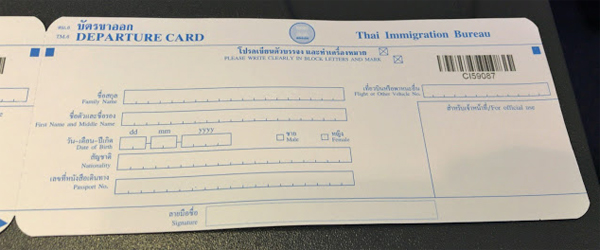 ตม.6 บัตรขาออก
TM.6 DEPARTURE CARD
Thai Immigration Bureau
โปรดเขียนตัวบรรจง และทำเครื่องหมาย
PLEASE WRITE CLEARLY IN BLOCK LETTERS AND MARK
CI59087
ชื่อสกุล
Family Name
เที่ยวบินหรือพาหนะอื่น
Flight or Other Vehicle No.
ชื่อตัวและชื่อรอง
First Name and Middle Name
สำหรับเจ้าหน้าที่/For official use
dd mm yyyy
วัน-เดือน-ปีเกิด
Date of Birth
ชาย
Male
หญิง
Female
สัญชาติ
Nationality
เลขที่หนังสือเดินทาง
Passport No.
ลายมือชื่อ
Signature